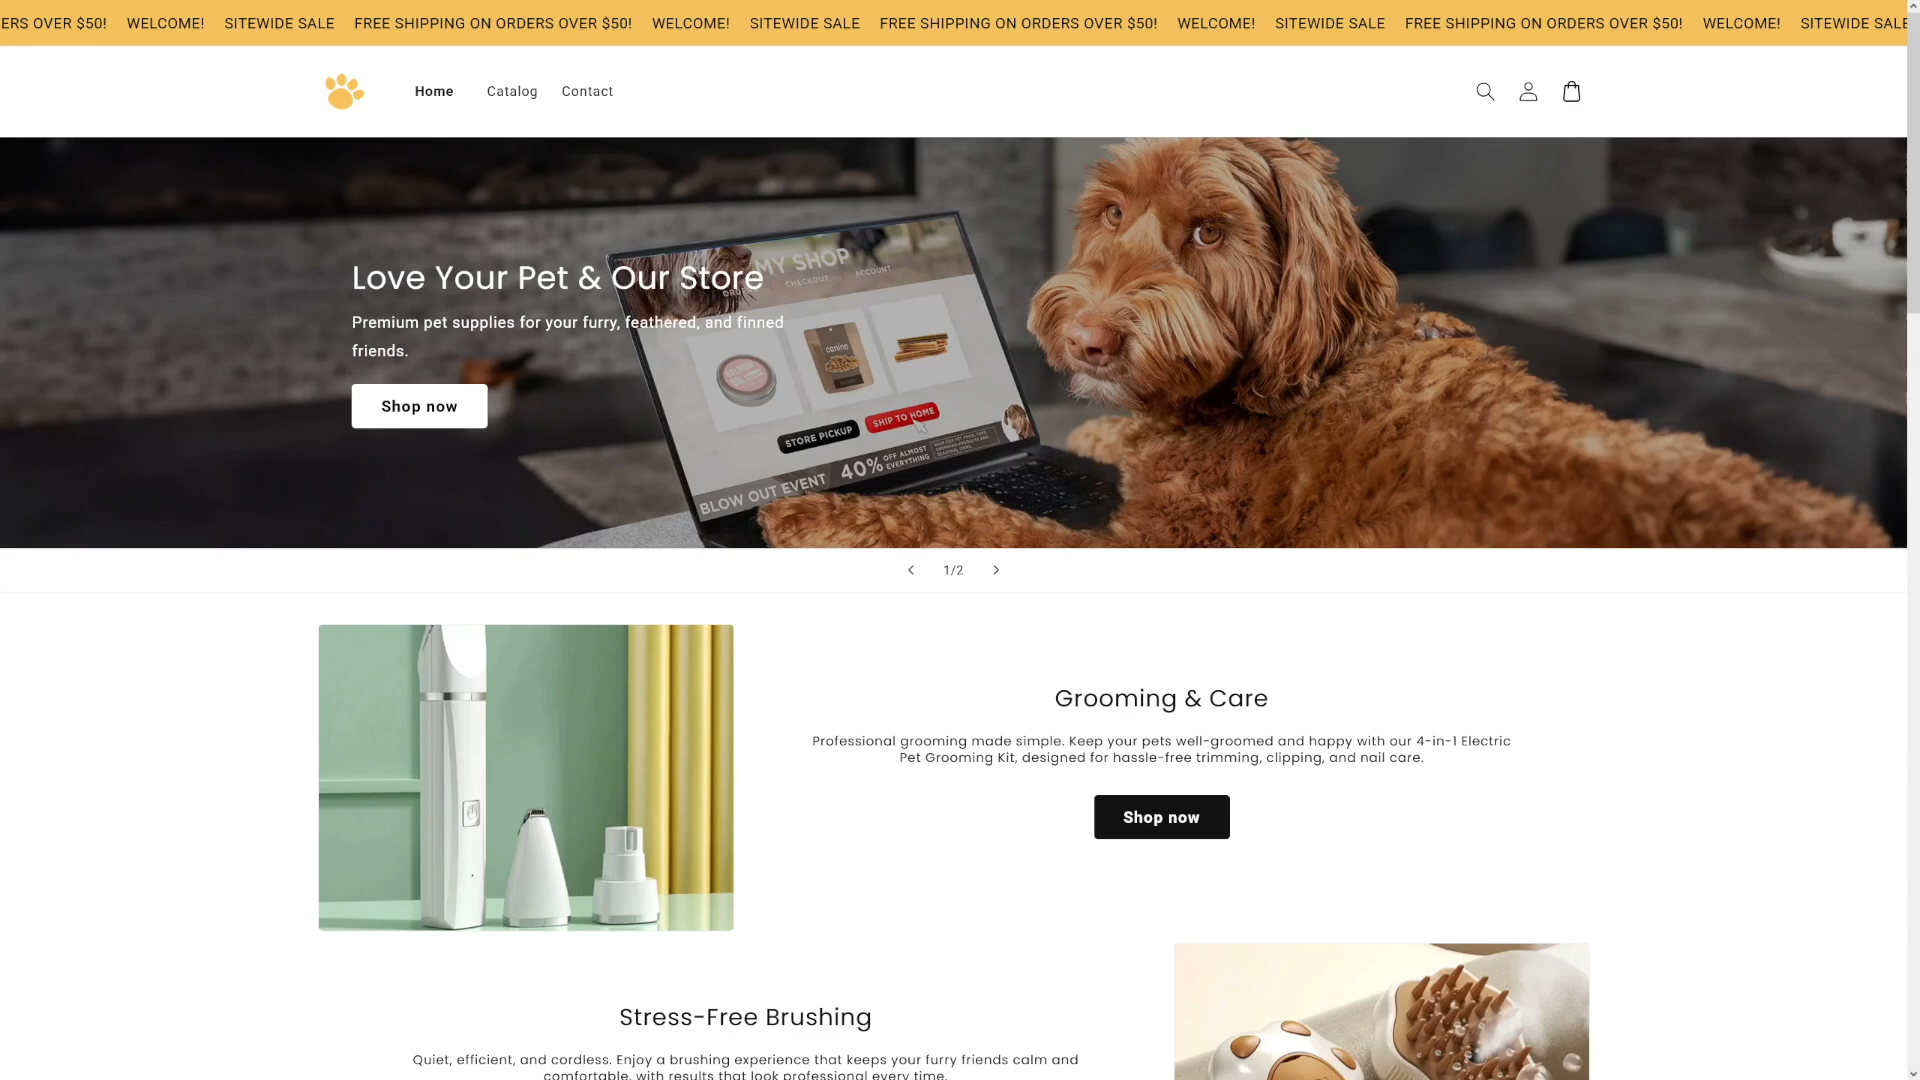 ERS OVER $50! WELCOME! SITEWIDE SALE FREE SHIPPING ON ORDERS OVER $50! WELCOME! SITEWIDE SALE FREE SHIPPING ON ORDERS OVER $50! WELCOME! SITEWIDE SALE FREE SHIPPING ON ORDERS OVER $50! WELCOME! SITEWIDE SALE
Home Catalog Contact
MY SHOP
CHECKOUT ACCOUNT
Love Your Pet & Our Store
Premium pet supplies for your furry, feathered, and finned
friends.
Shop now
canine
STORE PICKUP SHIP TO HOME
BLOW OUT EVENT 40% OFF ALMOST
EVERYTHING
1/2
Grooming & Care
Professional grooming made simple. Keep your pets well-groomed and happy with our 4-in-1 Electric
Pet Grooming Kit, designed for hassle-free trimming, clipping, and nail care.
Shop now
Stress-Free Brushing
Quiet, efficient, and cordless. Enjoy a brushing experience that keeps your furry friends calm and
comfortable, with results that look professional every time.